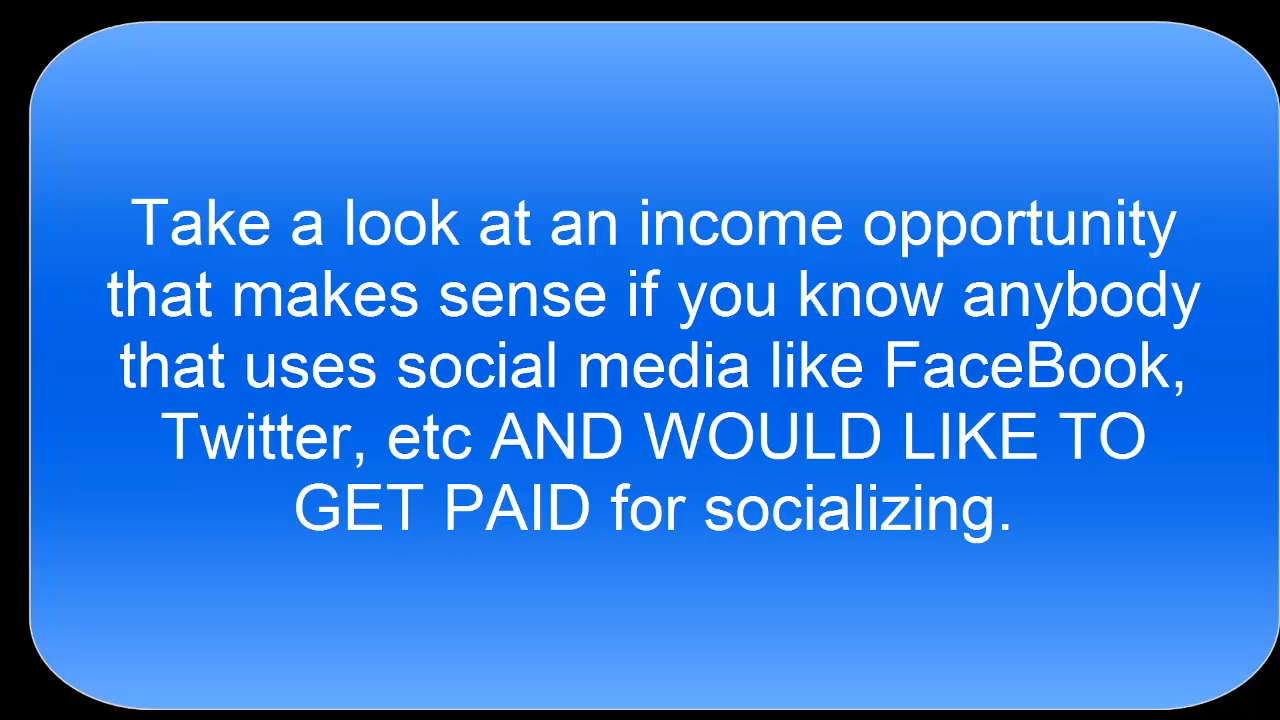 Take a look at an income opportunity
that makes sense if you know anybody
that uses social media like FaceBook,
Twitter, etc AND WOULD LIKE TO
GET PAID for socializing.